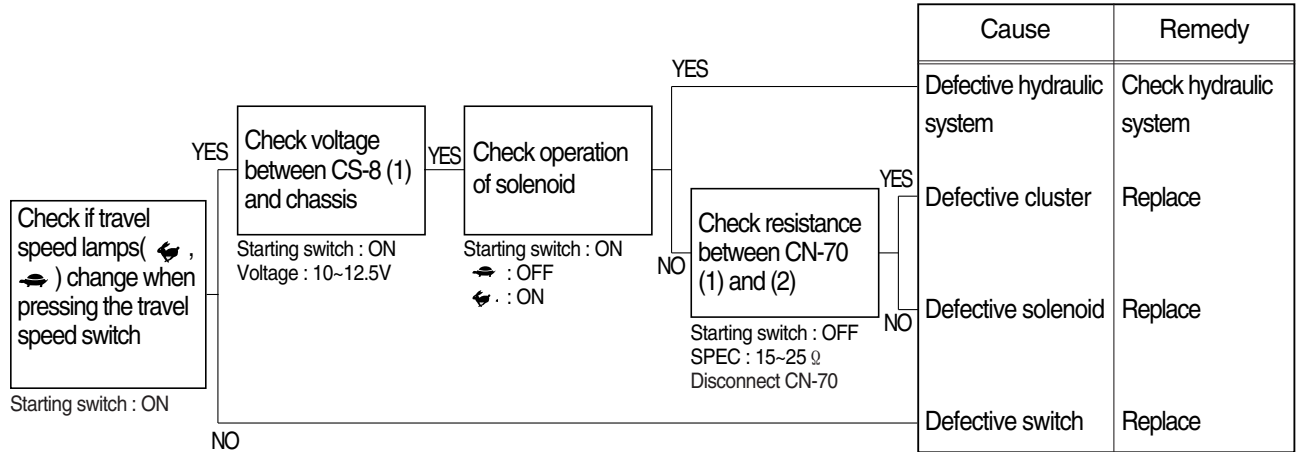 Check if travel
speed lamps( ,
) change when
pressing the travel
speed switch
Starting switch : ON
YES
NO
Check voltage
between CS-8 (1)
and chassis
Starting switch : ON
Voltage : 10~12.5V
YES
Check operation
of solenoid
Starting switch : ON
: OFF
. : ON
YES
NO
Check resistance
between CN-70
(1) and (2)
Starting switch : OFF
SPEC : 15~25 Ω
Disconnect CN-70
YES
NO
Cause Remedy
Defective hydraulic Check hydraulic
system system
Defective cluster Replace
Defective solenoid Replace
Defective switch Replace